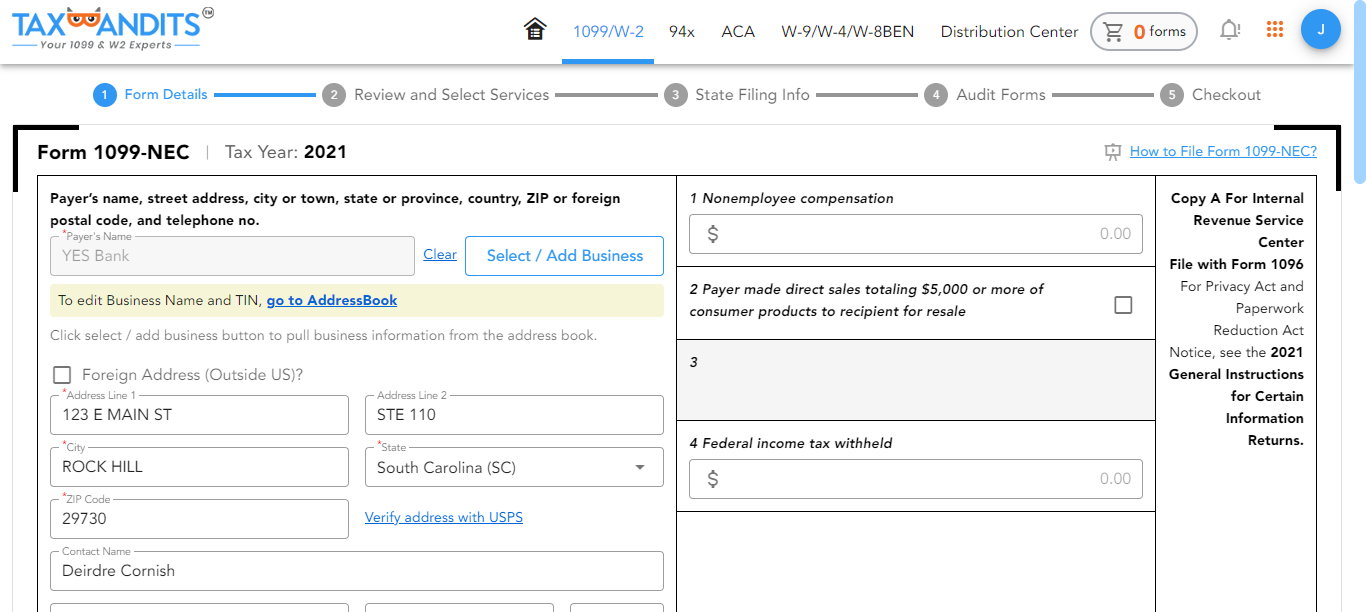 TAXBANDITS TM
Your 1099 & W2 Experts
1099/W-2
94x
ACA
W-9/W-4/W-8BEN
Distribution Center
0 forms
J
1 Form Details
2 Review and Select Services
3 State Filing Info
4 Audit Forms
5 Checkout
Form 1099-NEC | Tax Year: 2021
How to File Form 1099-NEC?
Payer's name, street address, city or town, state or province, country, ZIP or foreign
postal code, and telephone no.
*Payer's Name
YES Bank
Clear
Select / Add Business
To edit Business Name and TIN, go to AddressBook
Click select / add business button to pull business information from the address book.
Foreign Address (Outside US)?
*Address Line 1
123 E MAIN ST
Address Line 2
STE 110
*City
ROCK HILL
*State
South Carolina (SC)
*ZIP Code
29730
Verify address with USPS
Contact Name
Deirdre Cornish
1 Nonemployee compensation
$ 0.00
2 Payer made direct sales totaling $5,000 or more of
consumer products to recipient for resale
3
4 Federal income tax withheld
$ 0.00
Copy A For Internal
Revenue Service
Center
File with Form 1096
For Privacy Act and
Paperwork
Reduction Act
Notice, see the 2021
General Instructions
for Certain
Information
Returns.